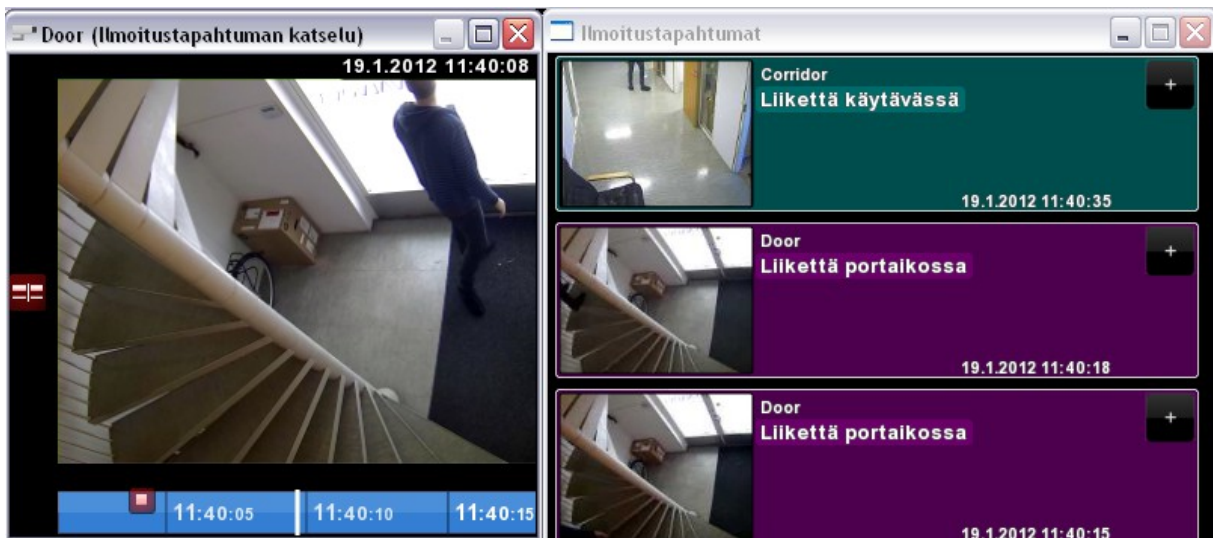 Door (Ilmoitustapahtuman katselu)
19.1.2012 11:40:08
11:40:05
11:40:10
11:40:15
Ilmoitustapahtumat
Corridor
Liikettä käytävässä
+
19.1.2012 11:40:35
Door
Liikettä portaikossa
+
19.1.2012 11:40:18
Door
Liikettä portaikossa
+
19.1.2012 11:40:15